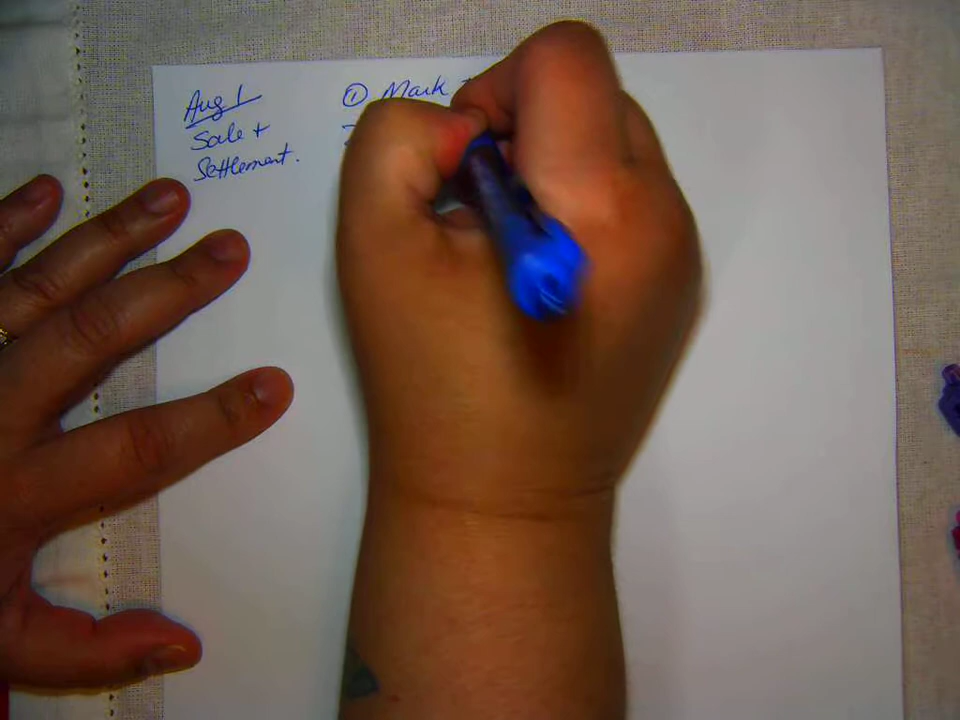 Aug 1
Sale +
Settlement.
① Mark